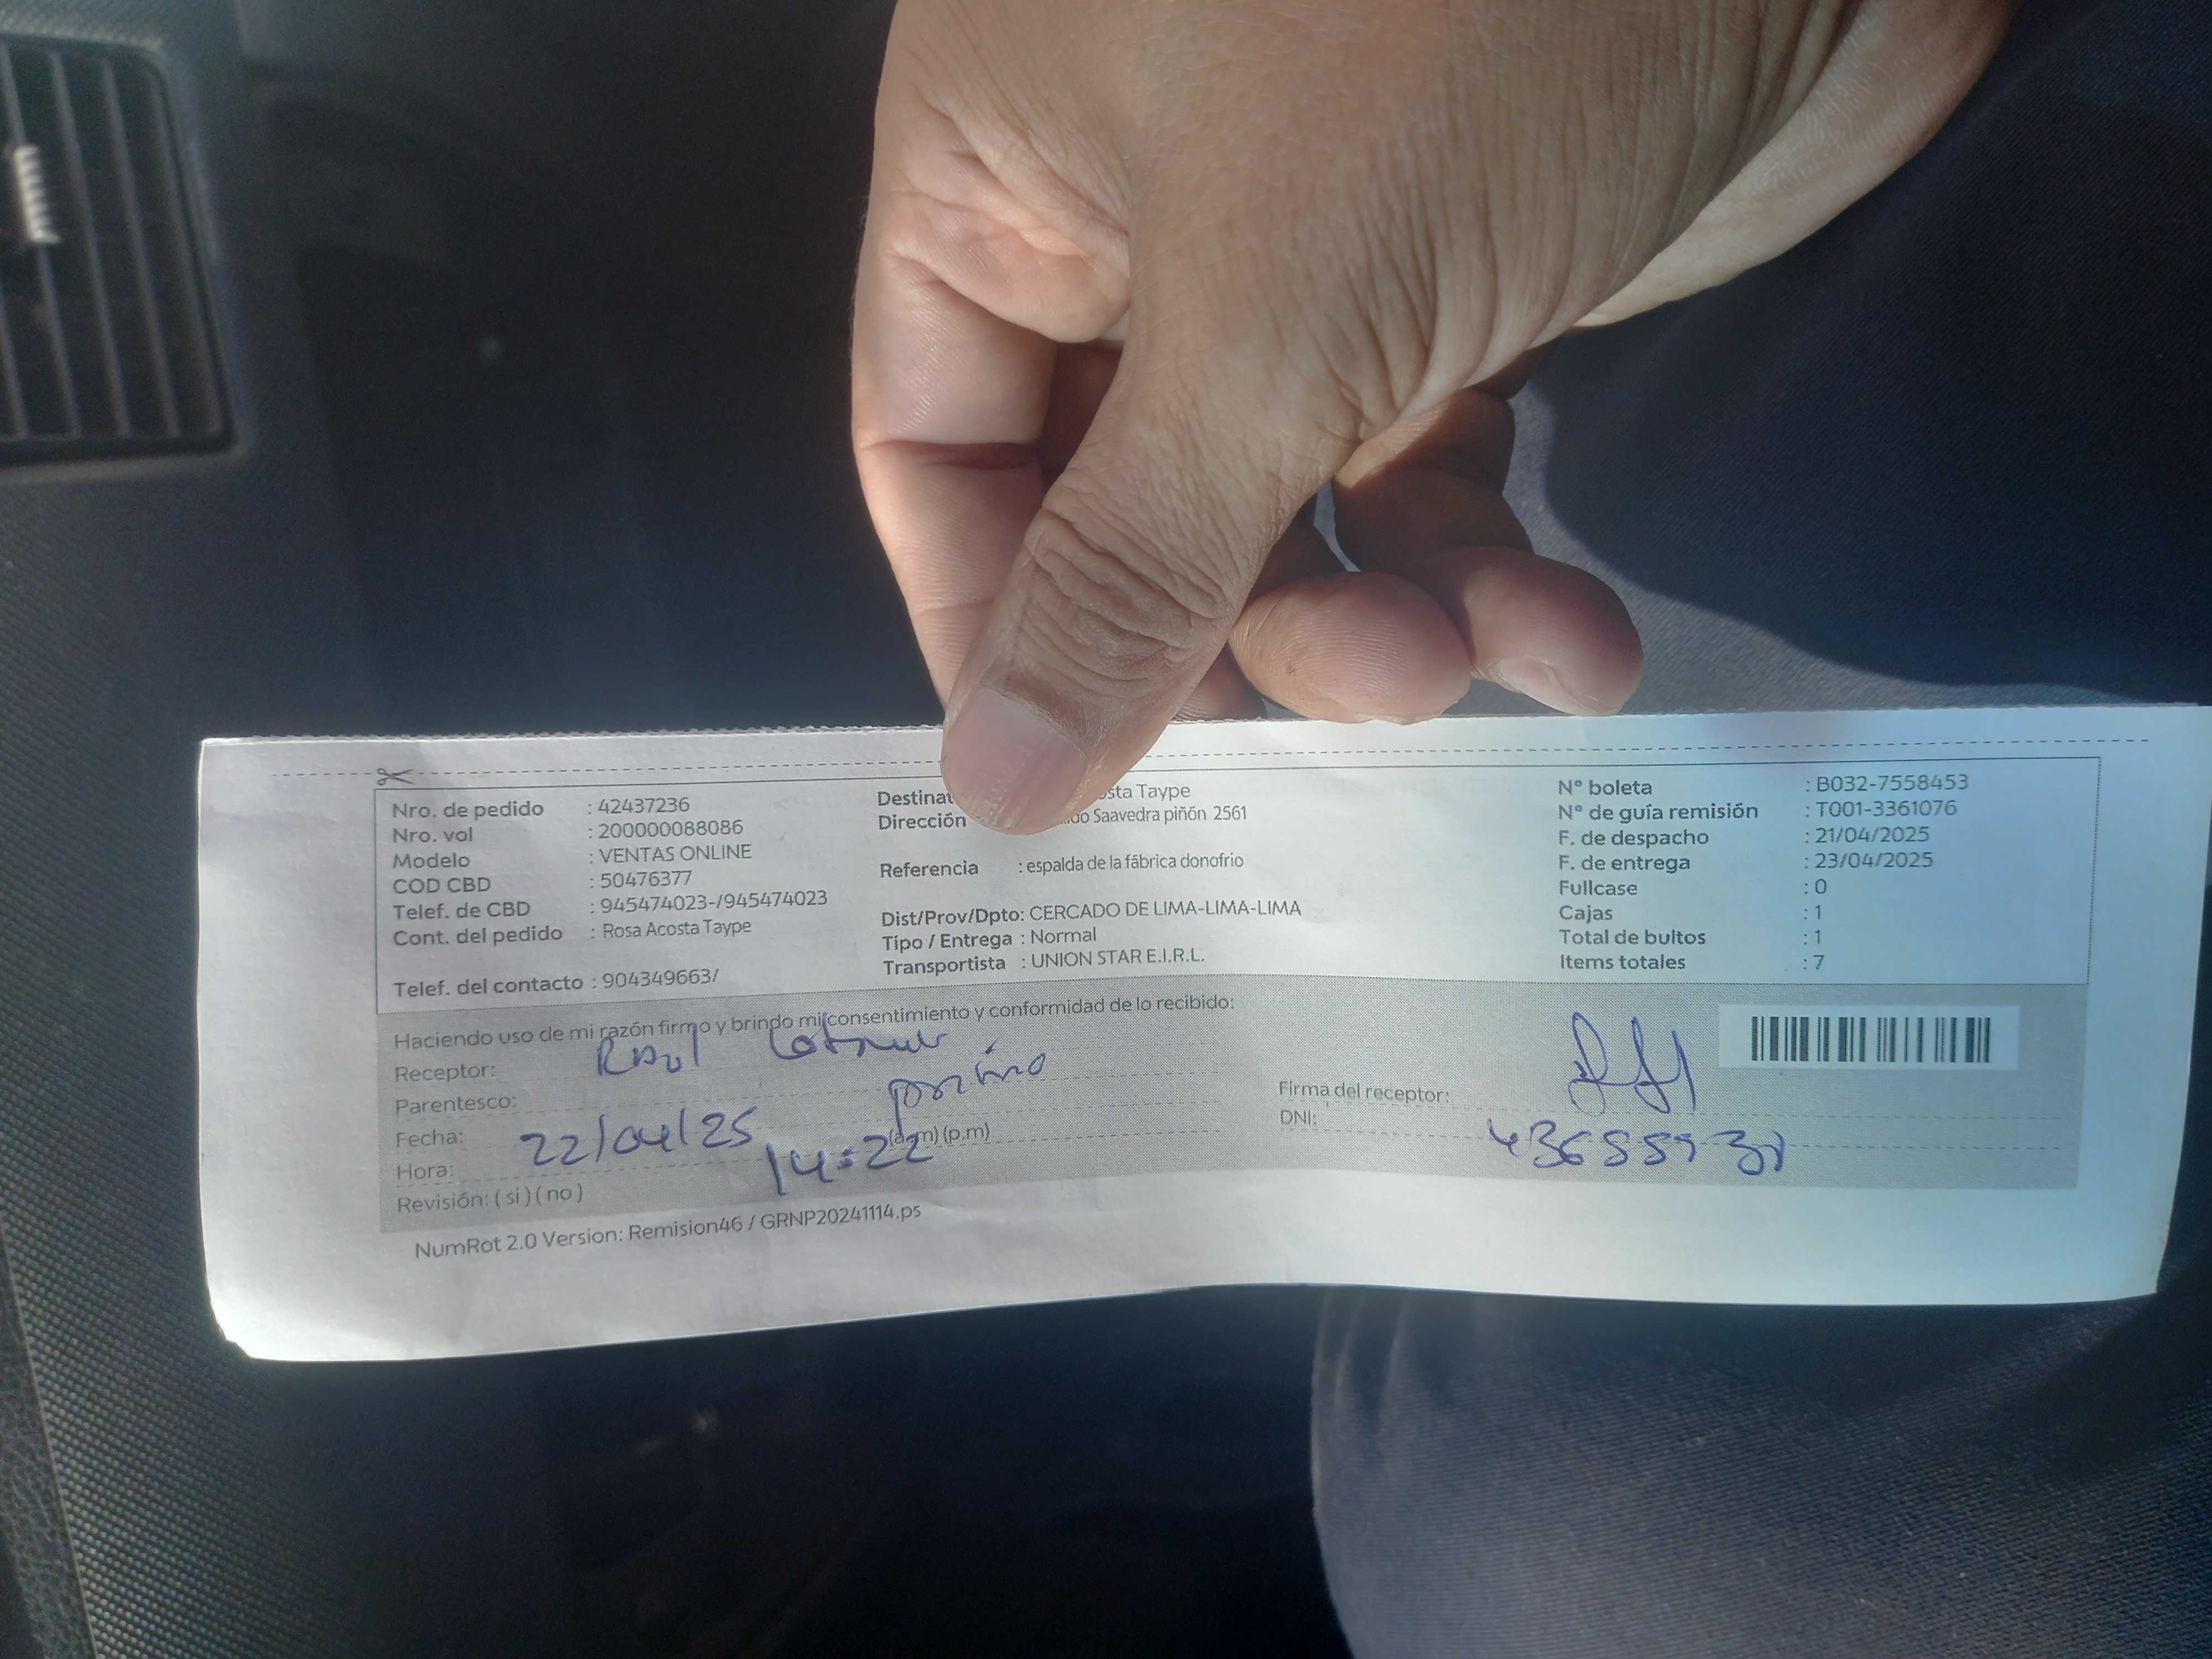 Nro. de pedido : 42437236
Nro. vol : 200000088086
Modelo : VENTAS ONLINE
COD CBD : 50476377
Telef. de CBD : 945474023-/945474023
Cont. del pedido : Rosa Acosta Taype
Telef. del contacto : 904349663/
Destinat osta Taype
Dirección Saavedra piñón 2561
Referencia : espalda de la fábrica donofrio
Dist/Prov/Dpto: CERCADO DE LIMA-LIMA-LIMA
Tipo / Entrega : Normal
Transportista : UNION STAR E.I.R.L.
Nº boleta : B032-7558453
Nº de guía remisión : T001-3361076
F. de despacho : 21/04/2025
F. de entrega : 23/04/2025
Fullcase : 0
Cajas : 1
Total de bultos : 1
Items totales : 7
Haciendo uso de mi razón firmo y brindo mi consentimiento y conformidad de lo recibido:
Receptor: Raul
Parentesco: primo
Fecha: 22/04/25
Hora: 14:22 (a.m) (p.m)
Revisión: ( si ) ( no )
Firma del receptor:
DNI:
NumRot 2.0 Version: Remision46 / GRNP20241114.ps